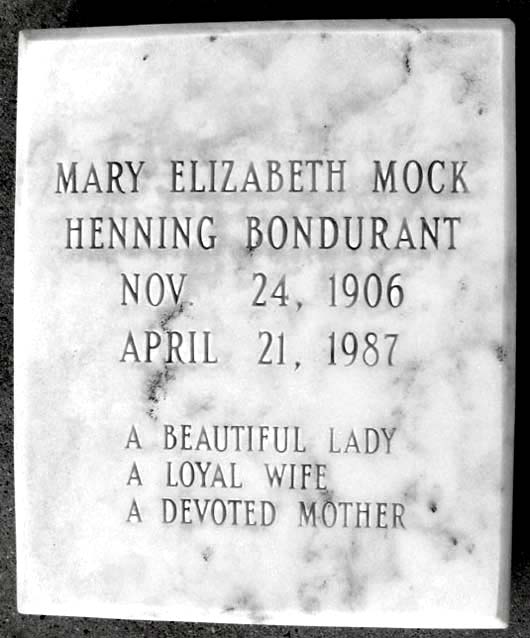 MARY ELIZABETH MOCK
HENNING BONDURANT
NOV. 24, 1906
APRIL 21, 1987
A BEAUTIFUL LADY
A LOYAL WIFE
A DEVOTED MOTHER